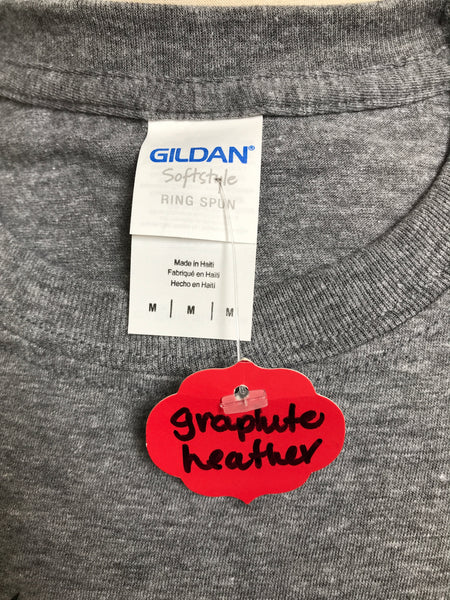 GILDAN®
Softstyle
RING SPUN
Made in Haiti
Fabriqué en Haïti
Hecho en Haití
M | M | M
graphite
heather